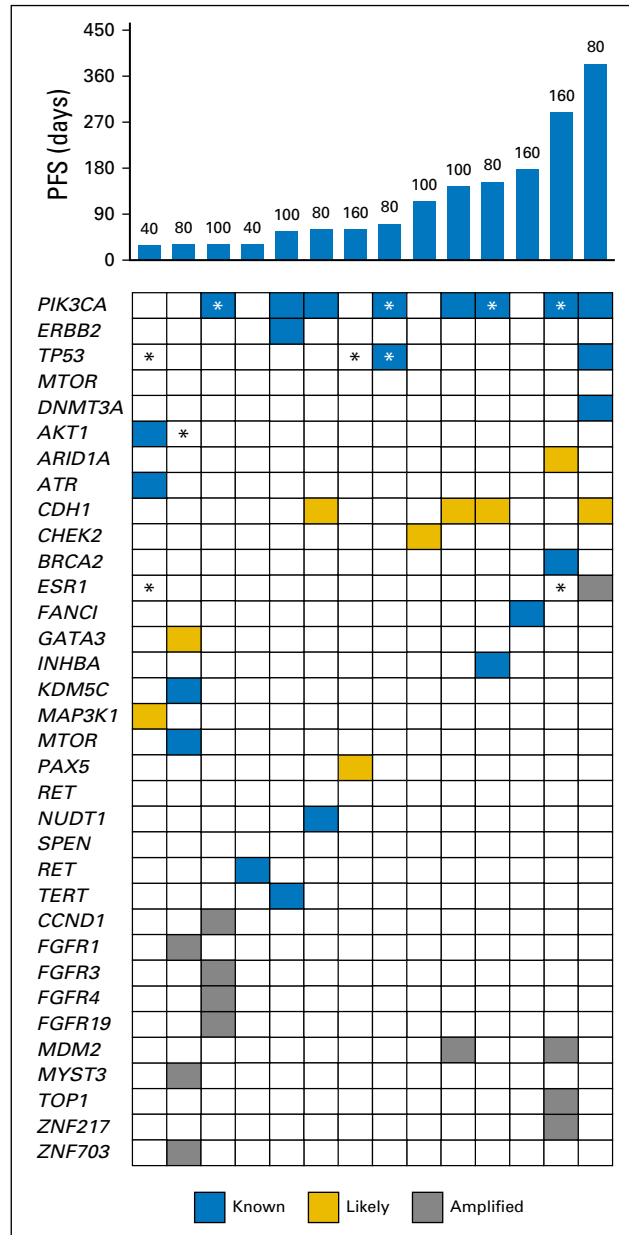 450
360
270
180
90
0
PFS (days)
40 80 100 40 100 80 160 80 100 100 80 160 160 80
PIK3CA * * * *
ERBB2
TP53 * * *
MTOR
DNMT3A
AKT1 *
ARID1A
ATR
CDH1
CHEK2
BRCA2
ESR1 * *
FANCI
GATA3
INHBA
KDM5C
MAP3K1
MTOR
PAX5
RET
NUDT1
SPEN
RET
TERT
CCND1
FGFR1
FGFR3
FGFR4
FGFR19
MDM2
MYST3
TOP1
ZNF217
ZNF703
Known Likely Amplified